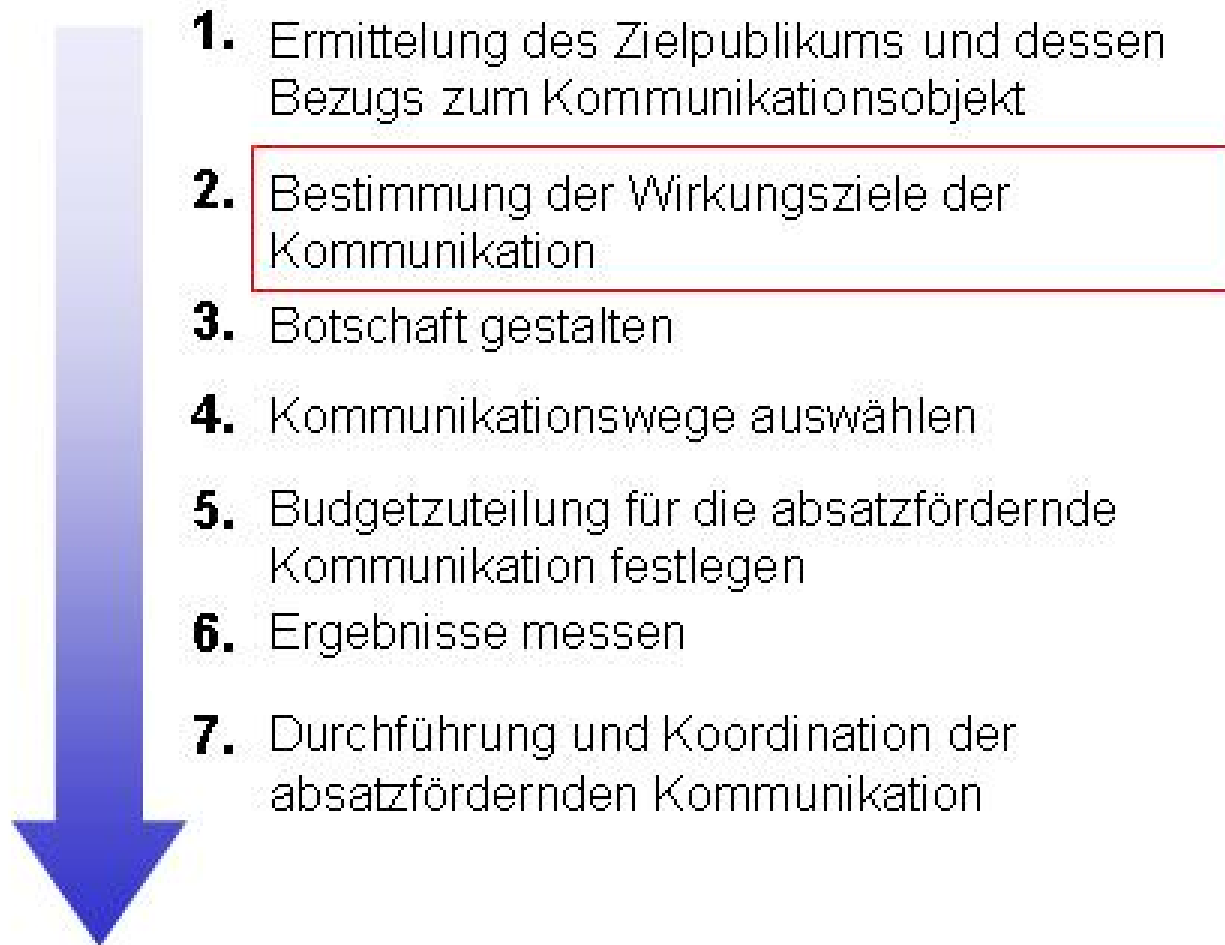 1. Ermittelung des Zielpublikums und dessen
Bezugs zum Kommunikationsobjekt
2. Bestimmung der Wirkungsziele der
Kommunikation
3. Botschaft gestalten
4. Kommunikationswege auswählen
5. Budgetzuteilung für die absatzfördernde
Kommunikation festlegen
6. Ergebnisse messen
7. Durchführung und Koordination der
absatzfördernden Kommunikation